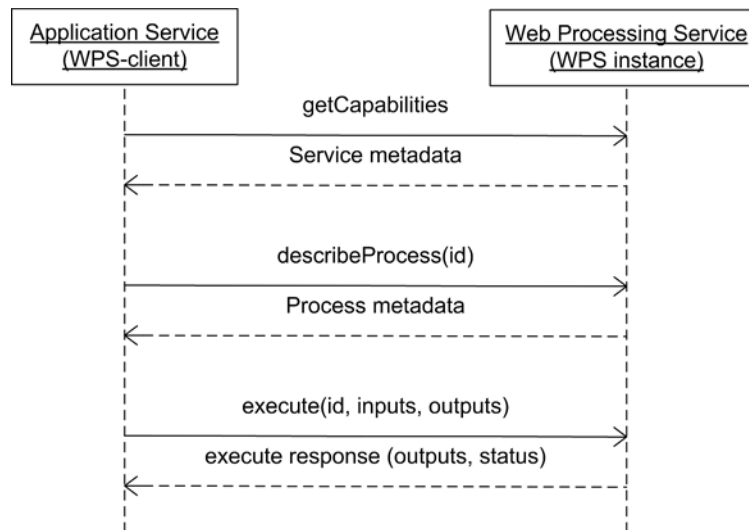 Application Service
(WPS-client)
Web Processing Service
(WPS instance)
getCapabilities
Service metadata
describeProcess(id)
Process metadata
execute(id, inputs, outputs)
execute response (outputs, status)